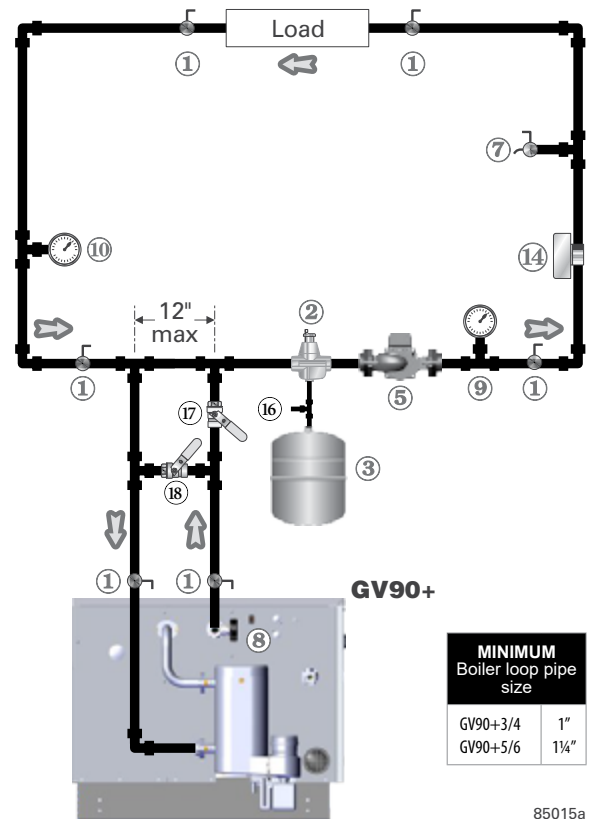 Load
①
①
⑦
⑩
⑭
12"
max
②
①
⑤
⑨
①
⑰
⑯
③
⑱
①
①
GV90+
⑧
MINIMUM
Boiler loop pipe
size
GV90+3/4 1”
GV90+5/6 1¼”
85015a